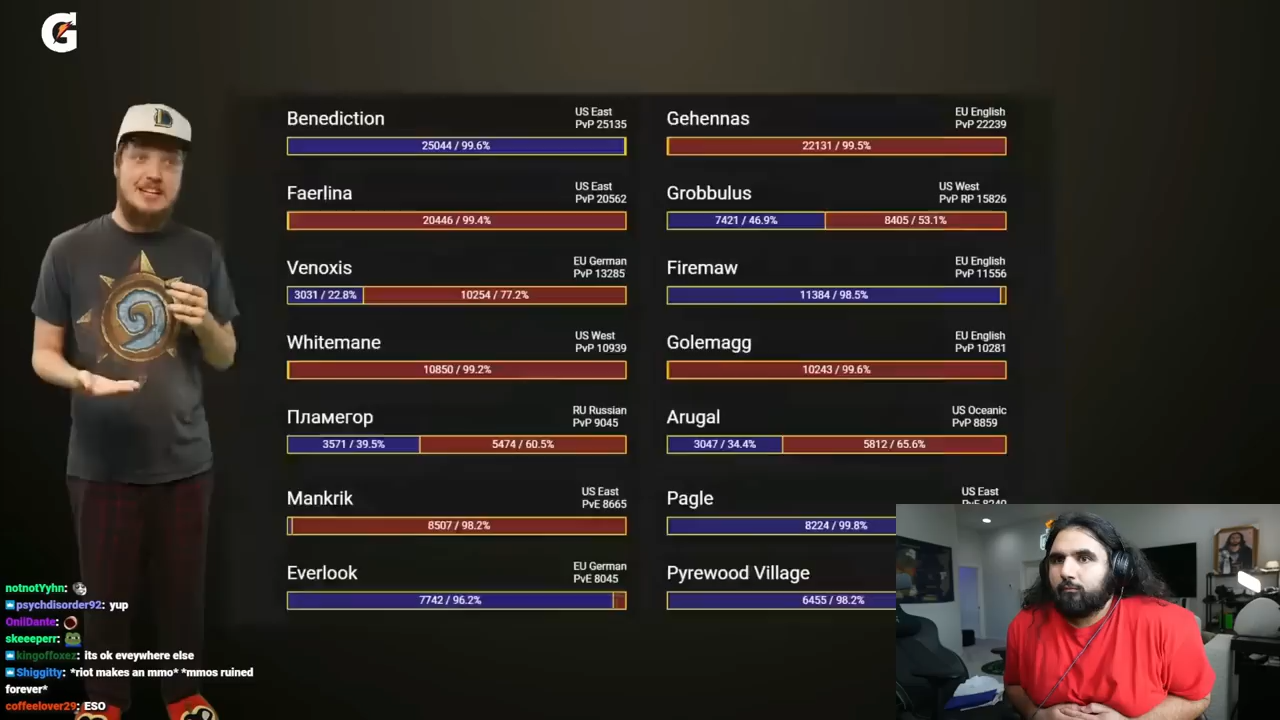 G
Benediction
US East
PvP 25135
25044 / 99.6%
Gehennas
EU English
PvP 22239
22131 / 99.5%
Faerlina
US East
PvP 20562
20446 / 99.4%
Grobbulus
US West
PvP RP 15826
7421 / 46.9%
8405 / 53.1%
Venoxis
EU German
PvP 13285
3031 / 22.8%
10254 / 77.2%
Firemaw
EU English
PvP 11556
11384 / 98.5%
Whitemane
US West
PvP 10939
10850 / 99.2%
Golemagg
EU English
PvP 10281
10243 / 99.6%
Пламегор
RU Russian
PvP 9045
3571 / 39.5%
5474 / 60.5%
Arugal
US Oceanic
PvP 8859
3047 / 34.4%
5812 / 65.6%
Mankrik
US East
PvE 8665
8507 / 98.2%
Pagle
US East
8224 / 99.8%
Everlook
EU German
PvE 8045
7742 / 96.2%
Pyrewood Village
6455 / 98.2%
notnotYyhn:
psychdisorder92: yup
OniiDante:
skeeeperr:
kingoffoxez: its ok eveywhere else
Shiggitty: *riot makes an mmo* *mmos ruined
forever*
coffeelover29: ESO